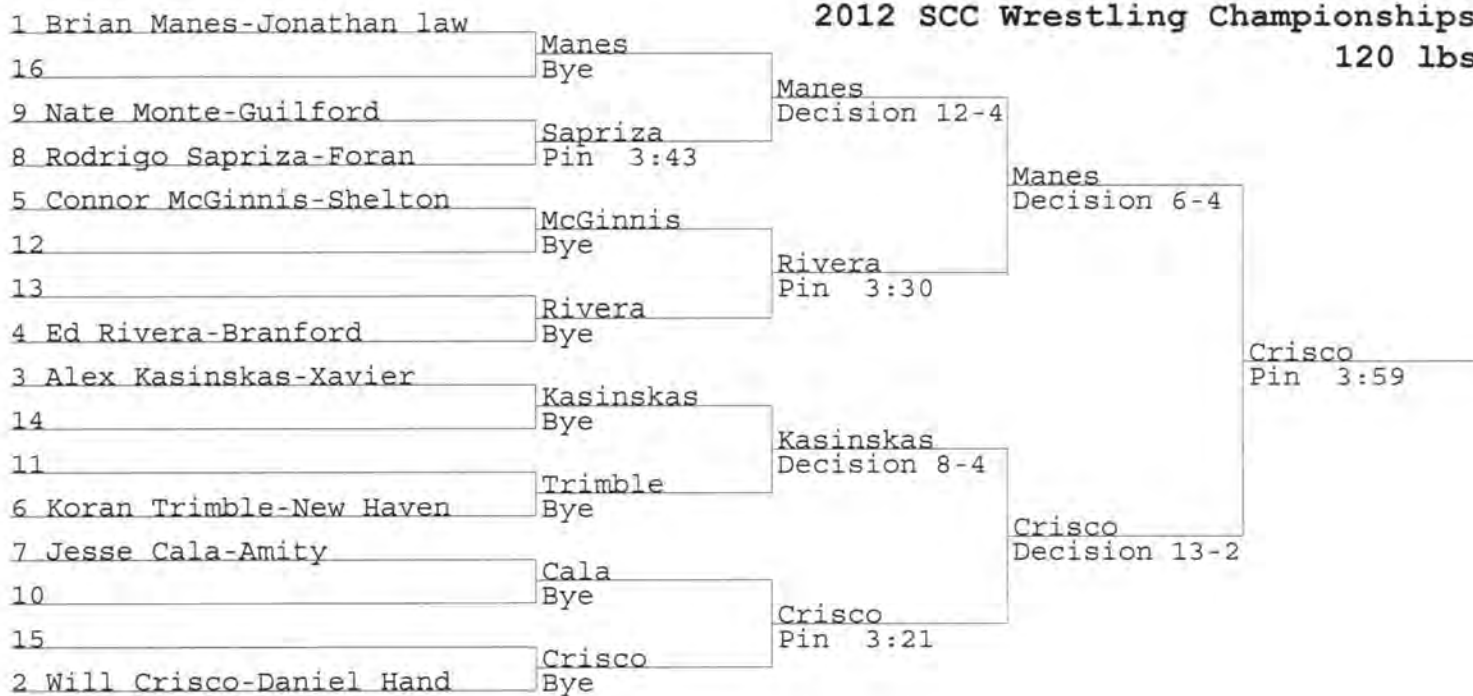 2012 SCC Wrestling Championships
120 lbs
1 Brian Manes-Jonathan law
16
9 Nate Monte-Guilford
8 Rodrigo Sapriza-Foran
5 Connor McGinnis-Shelton
12
13
4 Ed Rivera-Branford
3 Alex Kasinskas-Xavier
14
11
6 Koran Trimble-New Haven
7 Jesse Cala-Amity
10
15
2 Will Crisco-Daniel Hand
Manes
Bye
Sapriza
Pin 3:43
McGinnis
Bye
Rivera
Bye
Kasinskas
Bye
Trimble
Bye
Cala
Bye
Crisco
Bye
Manes
Decision 12-4
Rivera
Pin 3:30
Kasinskas
Decision 8-4
Crisco
Pin 3:21
Manes
Decision 6-4
Crisco
Decision 13-2
Crisco
Pin 3:59